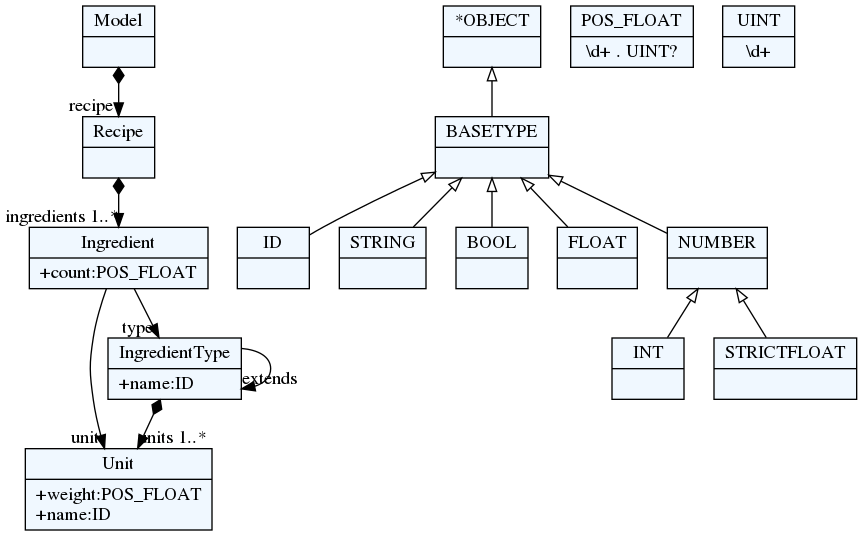 Model
*OBJECT
POS_FLOAT
\d+ . UINT?
UINT
\d+
recipe
Recipe
BASETYPE
ingredients 1..*
Ingredient
+count:POS_FLOAT
ID
STRING
BOOL
FLOAT
NUMBER
type
IngredientType
+name:ID
extends
INT
STRICTFLOAT
unit
units 1..*
Unit
+weight:POS_FLOAT
+name:ID